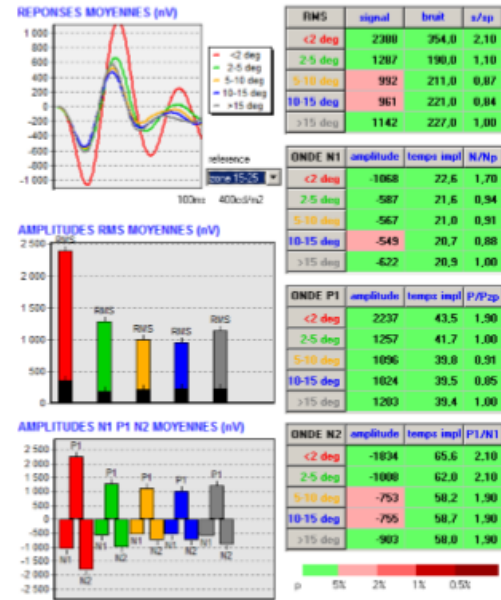 REPONSES MOYENNES (nV)
1 000
800
600
400
200
0
-200
-400
-600
-800
-1 000
<2 deg
2-5 deg
5-10 deg
10-15 deg
>15 deg
reference
zone 15-25
100ms 400cd/m2
AMPLITUDES RMS MOYENNES (nV)
2 500
2 000
1 500
1 000
500
0
RMS
RMS
RMS
RMS
RMS
AMPLITUDES N1 P1 N2 MOYENNES (nV)
2 500
2 000
1 500
1 000
500
0
-500
-1 000
-1 500
-2 000
-2 500
P1
P1
P1
P1
P1
N1
N2
N1
N2
N1
N2
N1
N2
N1
N2
RMS signal bruit s/sp
<2 deg 2388 354,0 2,10
2-5 deg 1287 190,0 1,10
5-10 deg 992 211,0 0,87
10-15 deg 961 221,0 0,84
>15 deg 1142 227,0 1,00
ONDE N1 amplitude temps impl N/Np
<2 deg -1068 22,6 1,70
2-5 deg -587 21,6 0,94
5-10 deg -567 21,0 0,91
10-15 deg -549 20,7 0,88
>15 deg -622 20,9 1,00
ONDE P1 amplitude temps impl P/Pzp
<2 deg 2237 43,5 1,90
2-5 deg 1257 41,7 1,00
5-10 deg 1096 39,8 0,91
10-15 deg 1024 39,5 0,85
>15 deg 1203 39,4 1,00
ONDE N2 amplitude temps impl P1/N1
<2 deg -1834 65,6 2,10
2-5 deg -1008 62,0 2,10
5-10 deg -753 58,2 1,90
10-15 deg -755 58,7 1,90
>15 deg -903 58,0 1,90
p 5% 2% 1% 0.5%